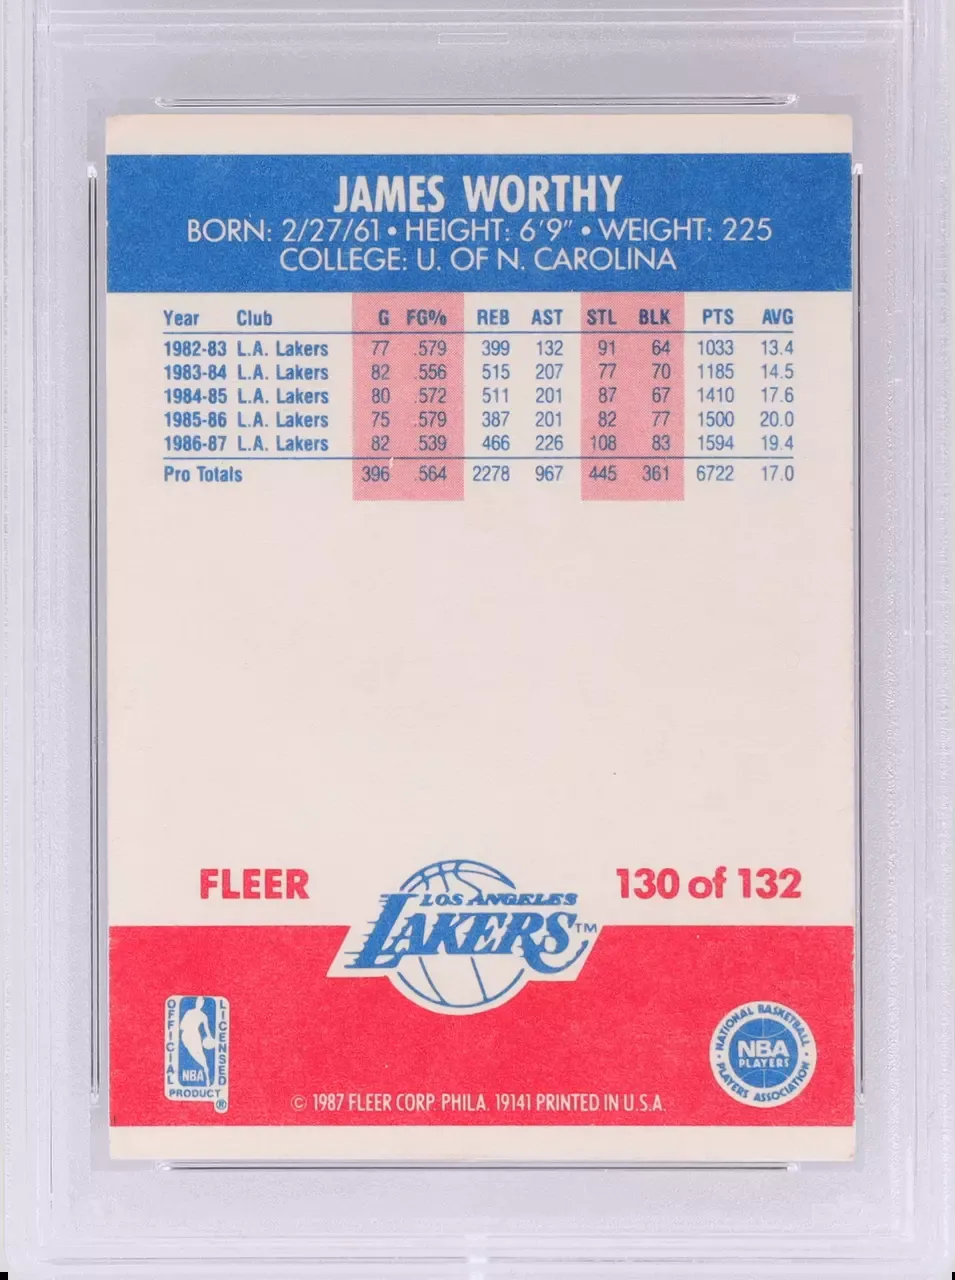 JAMES WORTHY
BORN: 2/27/61 • HEIGHT: 6'9" • WEIGHT: 225
COLLEGE: U. OF N. CAROLINA
Year Club G FG% REB AST STL BLK PTS AVG
1982-83 L.A. Lakers 77 .579 399 132 91 64 1033 13.4
1983-84 L.A. Lakers 82 .556 515 207 77 70 1185 14.5
1984-85 L.A. Lakers 80 .572 511 201 87 67 1410 17.6
1985-86 L.A. Lakers 75 .579 387 201 82 77 1500 20.0
1986-87 L.A. Lakers 82 .539 466 226 108 83 1594 19.4
Pro Totals 396 .564 2278 967 445 361 6722 17.0
FLEER
130 of 132
LOS ANGELES
LAKERS™
OFFICIAL
LICENSED
NBA
PRODUCT
®
NATIONAL BASKETBALL
NBA
PLAYERS
• PLAYERS ASSOCIATION •
© 1987 FLEER CORP. PHILA. 19141 PRINTED IN U.S.A.